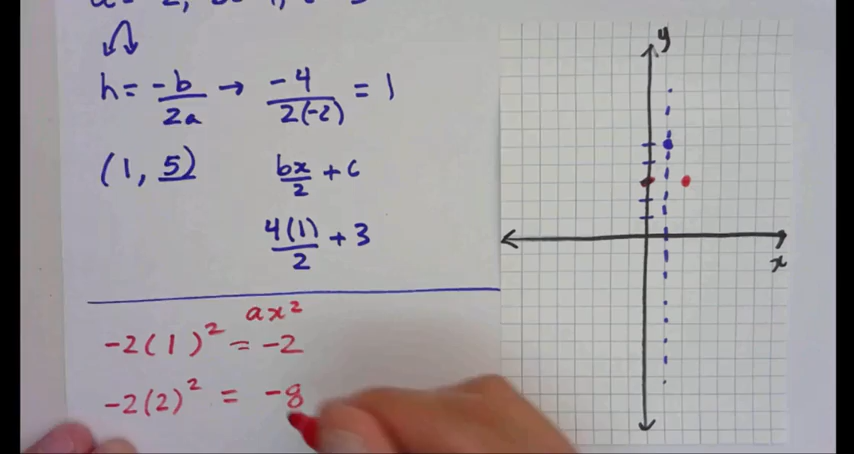 h = -b/2a → -4/2(-2) = 1
(1, 5) bx/2 + c
4(1)/2 + 3
ax²
-2(1)² = -2
-2(2)² = -8
y
x